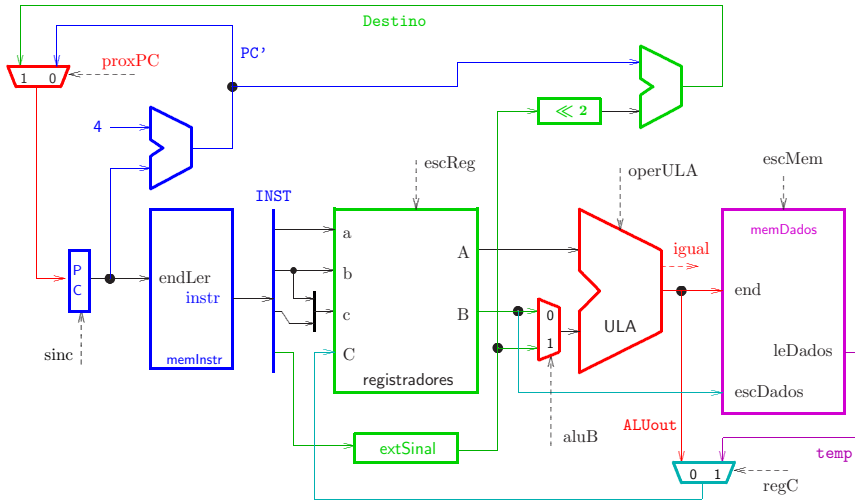 Destino
proxPC
PC'
1 0
4
≪ 2
escReg
operULA
escMem
INST
memDados
a
A
igual
P
C
endLer
b
instr
end
c
B
0
ULA
1
sinc
C
leDados
memInstr
registradores
escDados
ALUout
aluB
extSinal
temp
0 1
regC